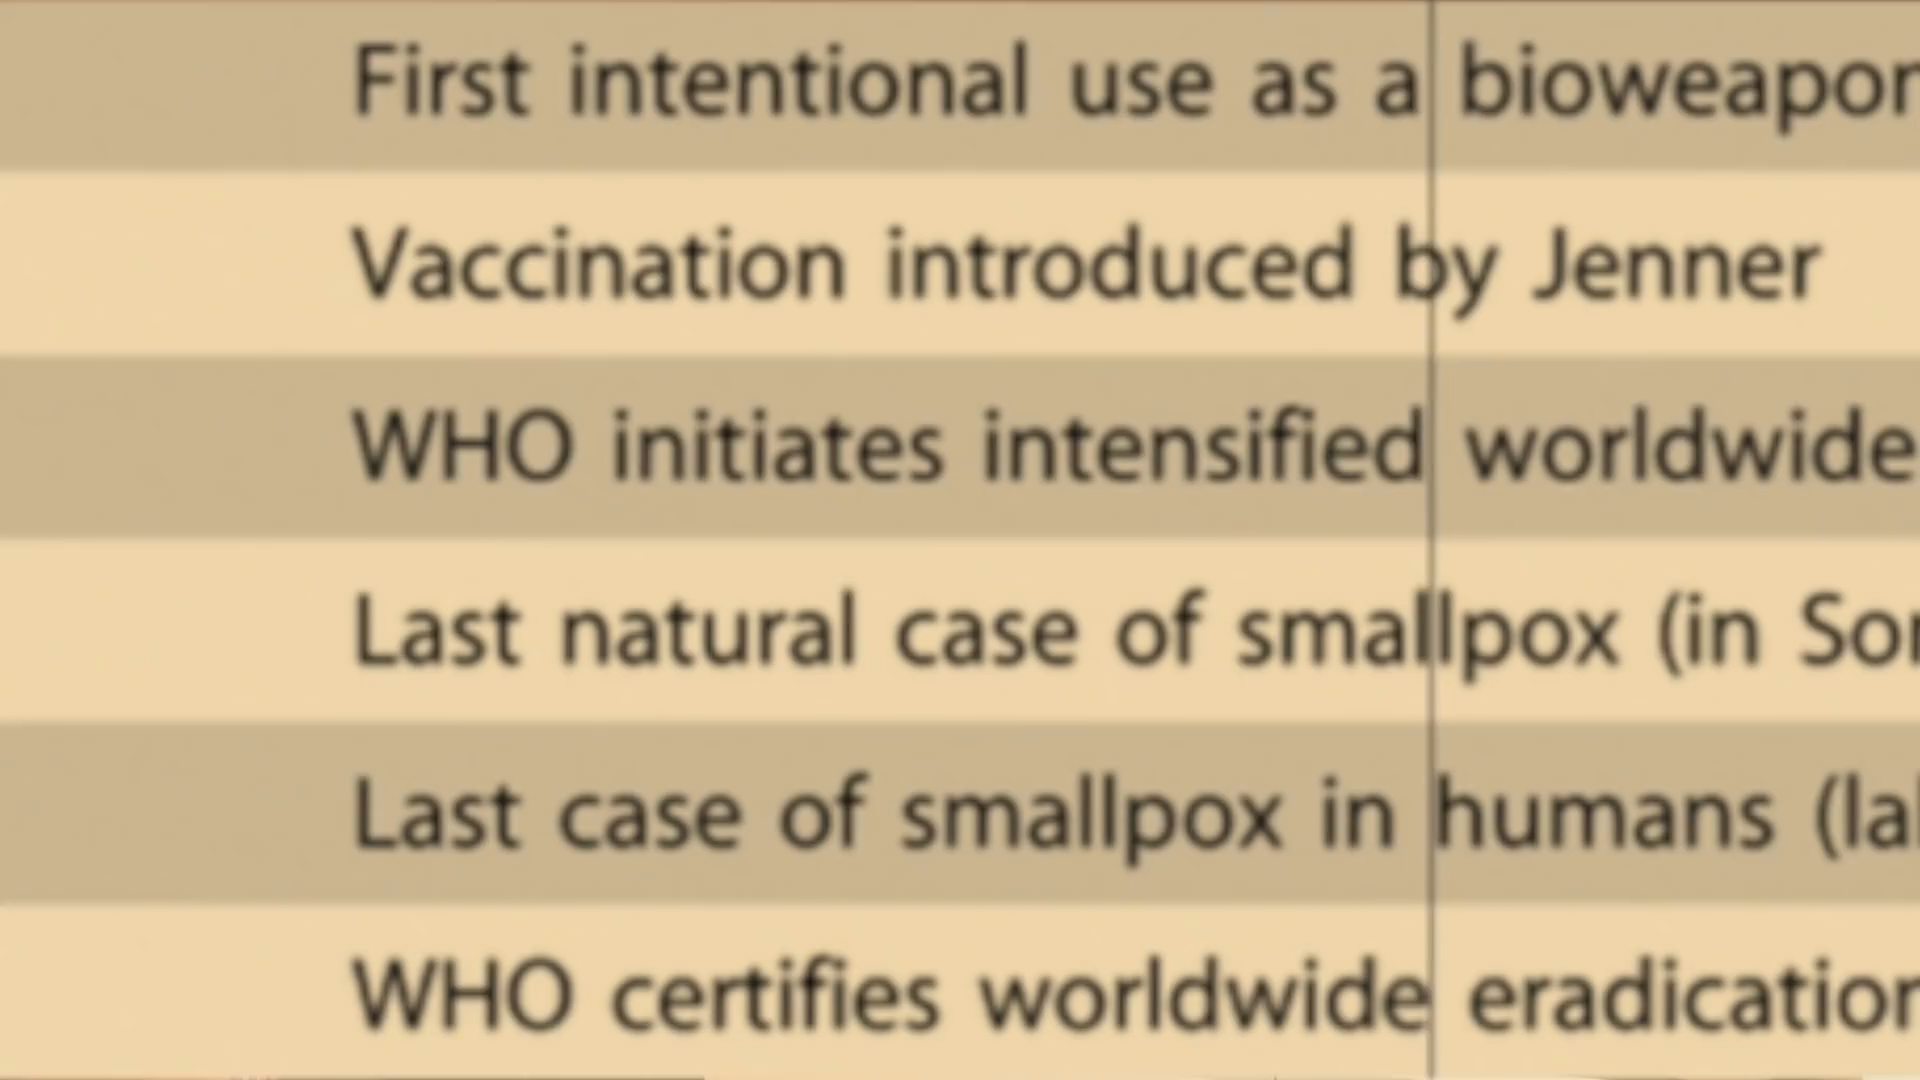 First intentional use as a bioweapon
Vaccination introduced by Jenner
WHO initiates intensified worldwide
Last natural case of smallpox (in
Last case of smallpox in humans
WHO certifies worldwide eradication